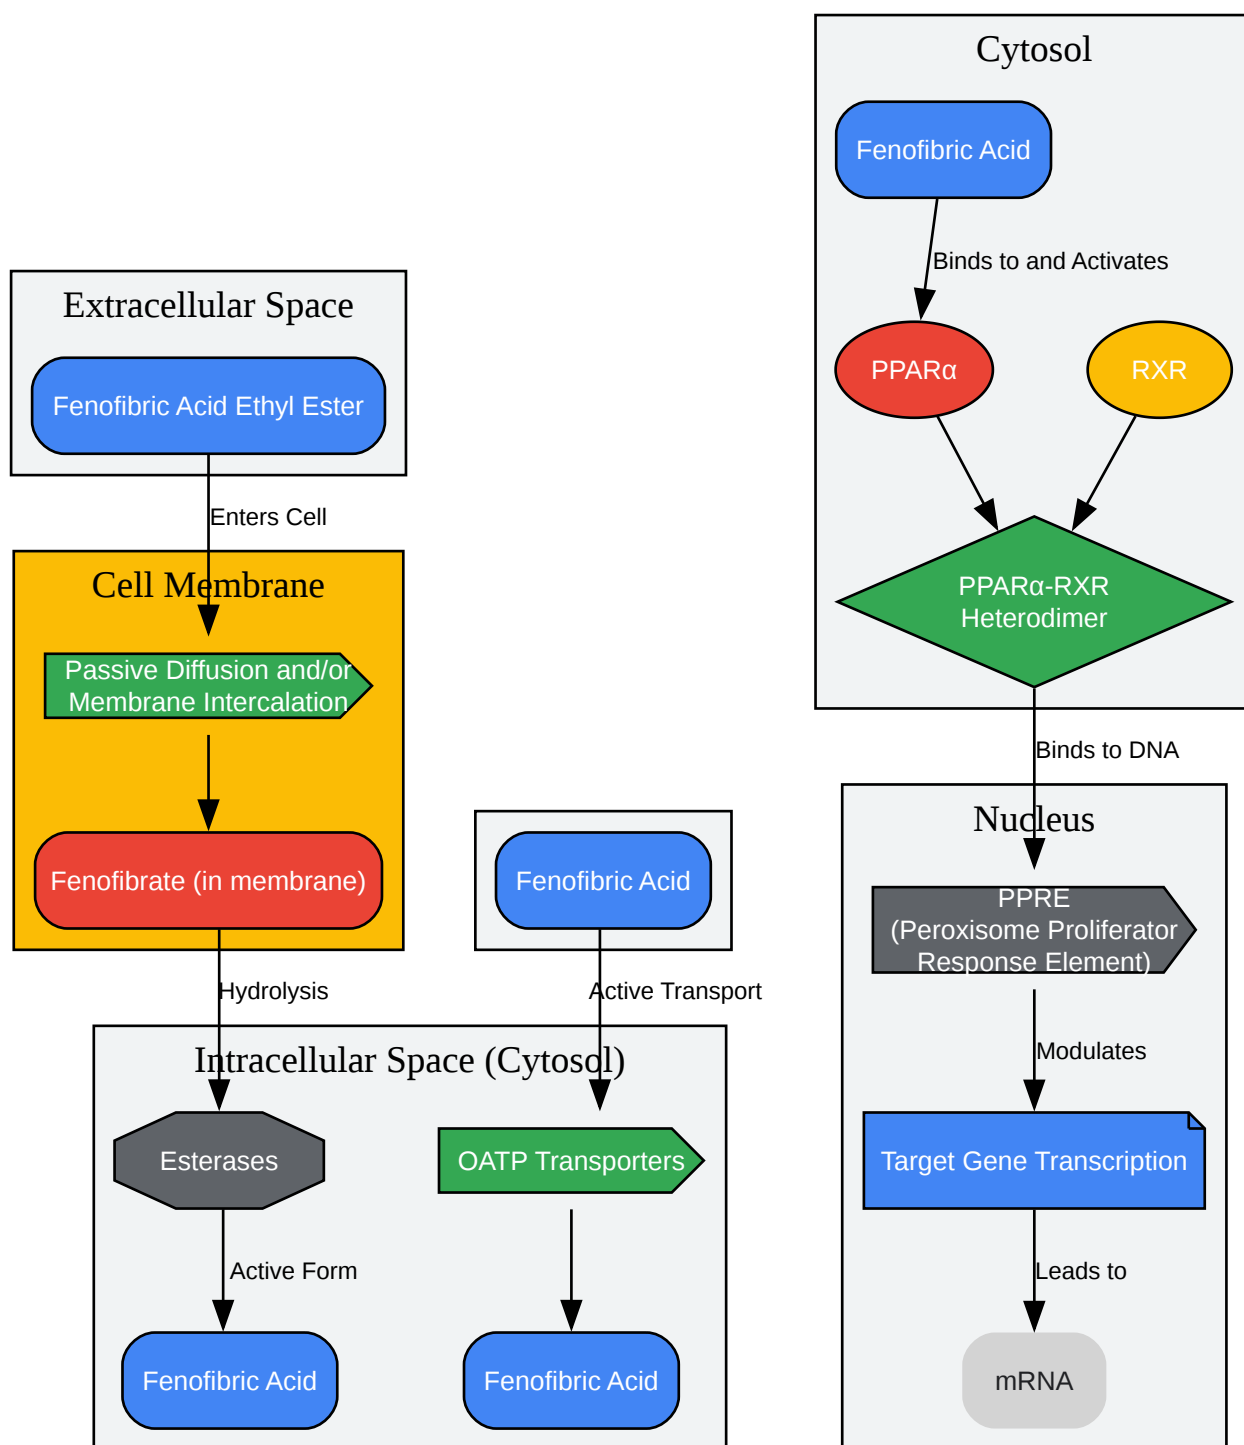 Extracellular Space
Fenofibric Acid Ethyl Ester
Enters Cell
Cell Membrane
Passive Diffusion and/or
Membrane Intercalation
Fenofibrate (in membrane)
Hydrolysis
Fenofibric Acid
Active Transport
Intracellular Space (Cytosol)
Esterases
OATP Transporters
Active Form
Fenofibric Acid
Fenofibric Acid
Cytosol
Fenofibric Acid
Binds to and Activates
PPARα
RXR
PPARα-RXR
Heterodimer
Binds to DNA
Nucleus
PPRE
(Peroxisome Proliferator
Response Element)
Modulates
Target Gene Transcription
Leads to
mRNA